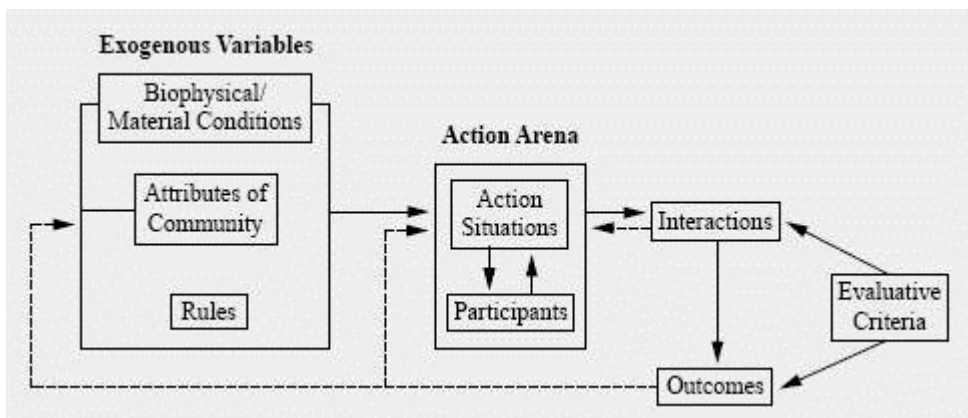 Exogenous Variables
Biophysical/
Material Conditions
Attributes of
Community
Rules
Action Arena
Action
Situations
Participants
Interactions
Outcomes
Evaluative
Criteria